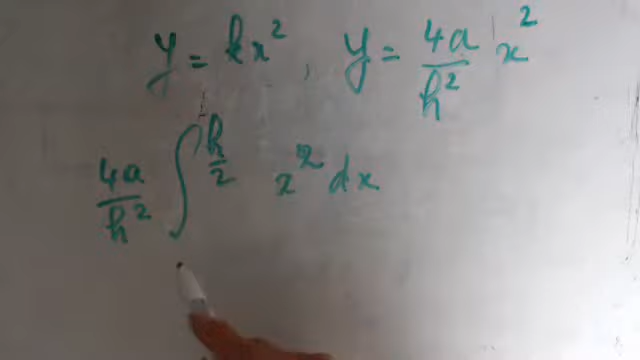 y = kx², y = 4a/h² x²
4a/h² ∫^(h/2) x² dx